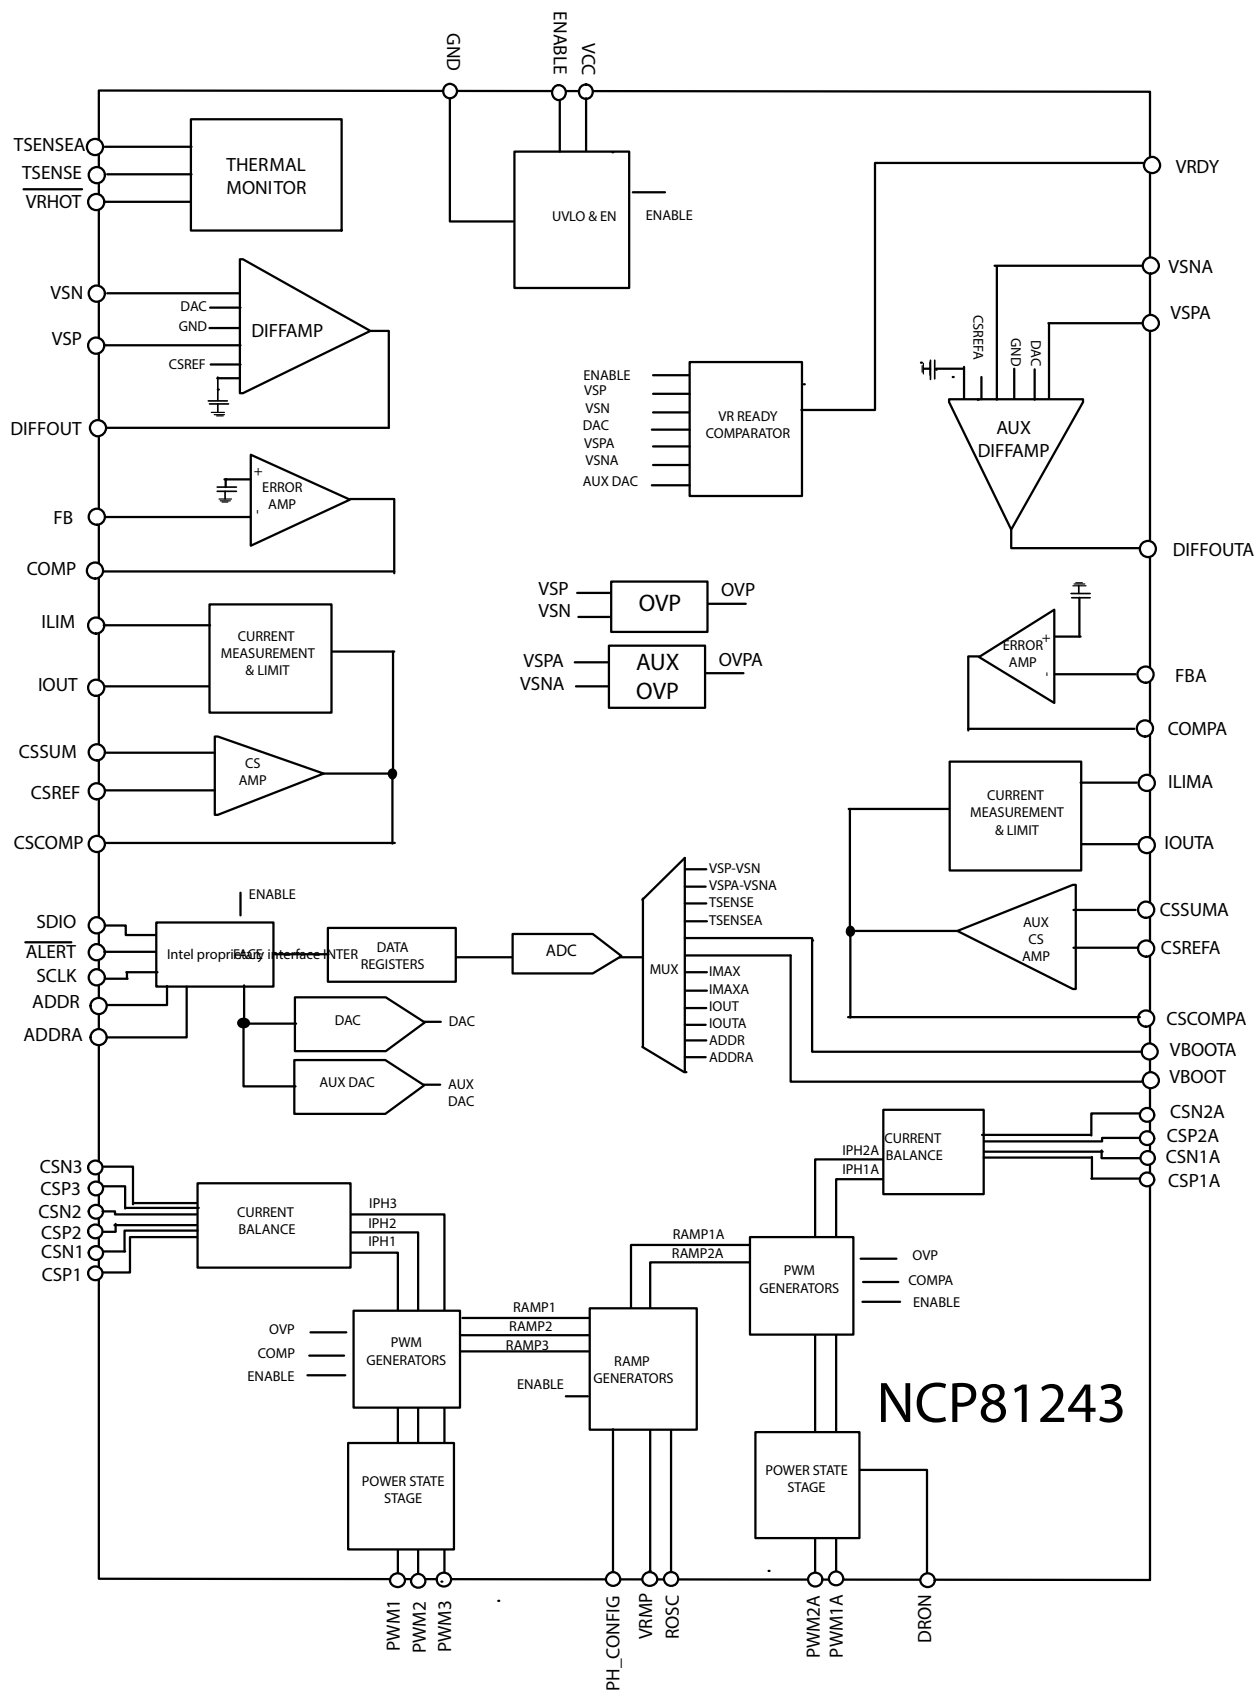 GND
ENABLE
VCC
TSENSEA
TSENSE
VRHOT
THERMAL
MONITOR
UVLO & EN
ENABLE
VRDY
VSN
DAC
GND
VSP
CSREF
DIFFAMP
DIFFOUT
VSNA
VSPA
CSREFA
GND
DAC
AUX
DIFFAMP
DIFFOUTA
ENABLE
VSP
VSN
DAC
VSPA
VSNA
AUX DAC
VR READY
COMPARATOR
+
ERROR
AMP
-
FB
COMP
VSP
VSN
OVP
OVP
VSPA
VSNA
AUX
OVP
OVPA
ERROR
AMP
+
-
FBA
COMPA
ILIM
IOUT
CURRENT
MEASUREMENT
& LIMIT
CSSUM
CSREF
CS
AMP
CSCOMP
ILIMA
IOUTA
CURRENT
MEASUREMENT
& LIMIT
CSSUMA
CSREFA
AUX
CS
AMP
CSCOMPA
VBOOTA
VBOOT
ENABLE
SDIO
ALERT
SCLK
ADDR
ADDRA
Intel proprietary interface INTER
FACE
DATA
REGISTERS
ADC
MUX
VSP-VSN
VSPA-VSNA
TSENSE
TSENSEA
IMAX
IMAXA
IOUT
IOUTA
ADDR
ADDRA
DAC
DAC
AUX DAC
AUX
DAC
CSN2A
CSP2A
CSN1A
CSP1A
CURRENT
BALANCE
IPH2A
IPH1A
CSN3
CSP3
CSN2
CSP2
CSN1
CSP1
CURRENT
BALANCE
IPH3
IPH2
IPH1
RAMP1A
RAMP2A
PWM
GENERATORS
OVP
COMPA
ENABLE
OVP
COMP
ENABLE
PWM
GENERATORS
RAMP1
RAMP2
RAMP3
ENABLE
RAMP
GENERATORS
NCP81243
POWER STATE
STAGE
POWER STATE
STAGE
PWM1
PWM2
PWM3
PH_CONFIG
VRMP
ROSC
PWM2A
PWM1A
DRON